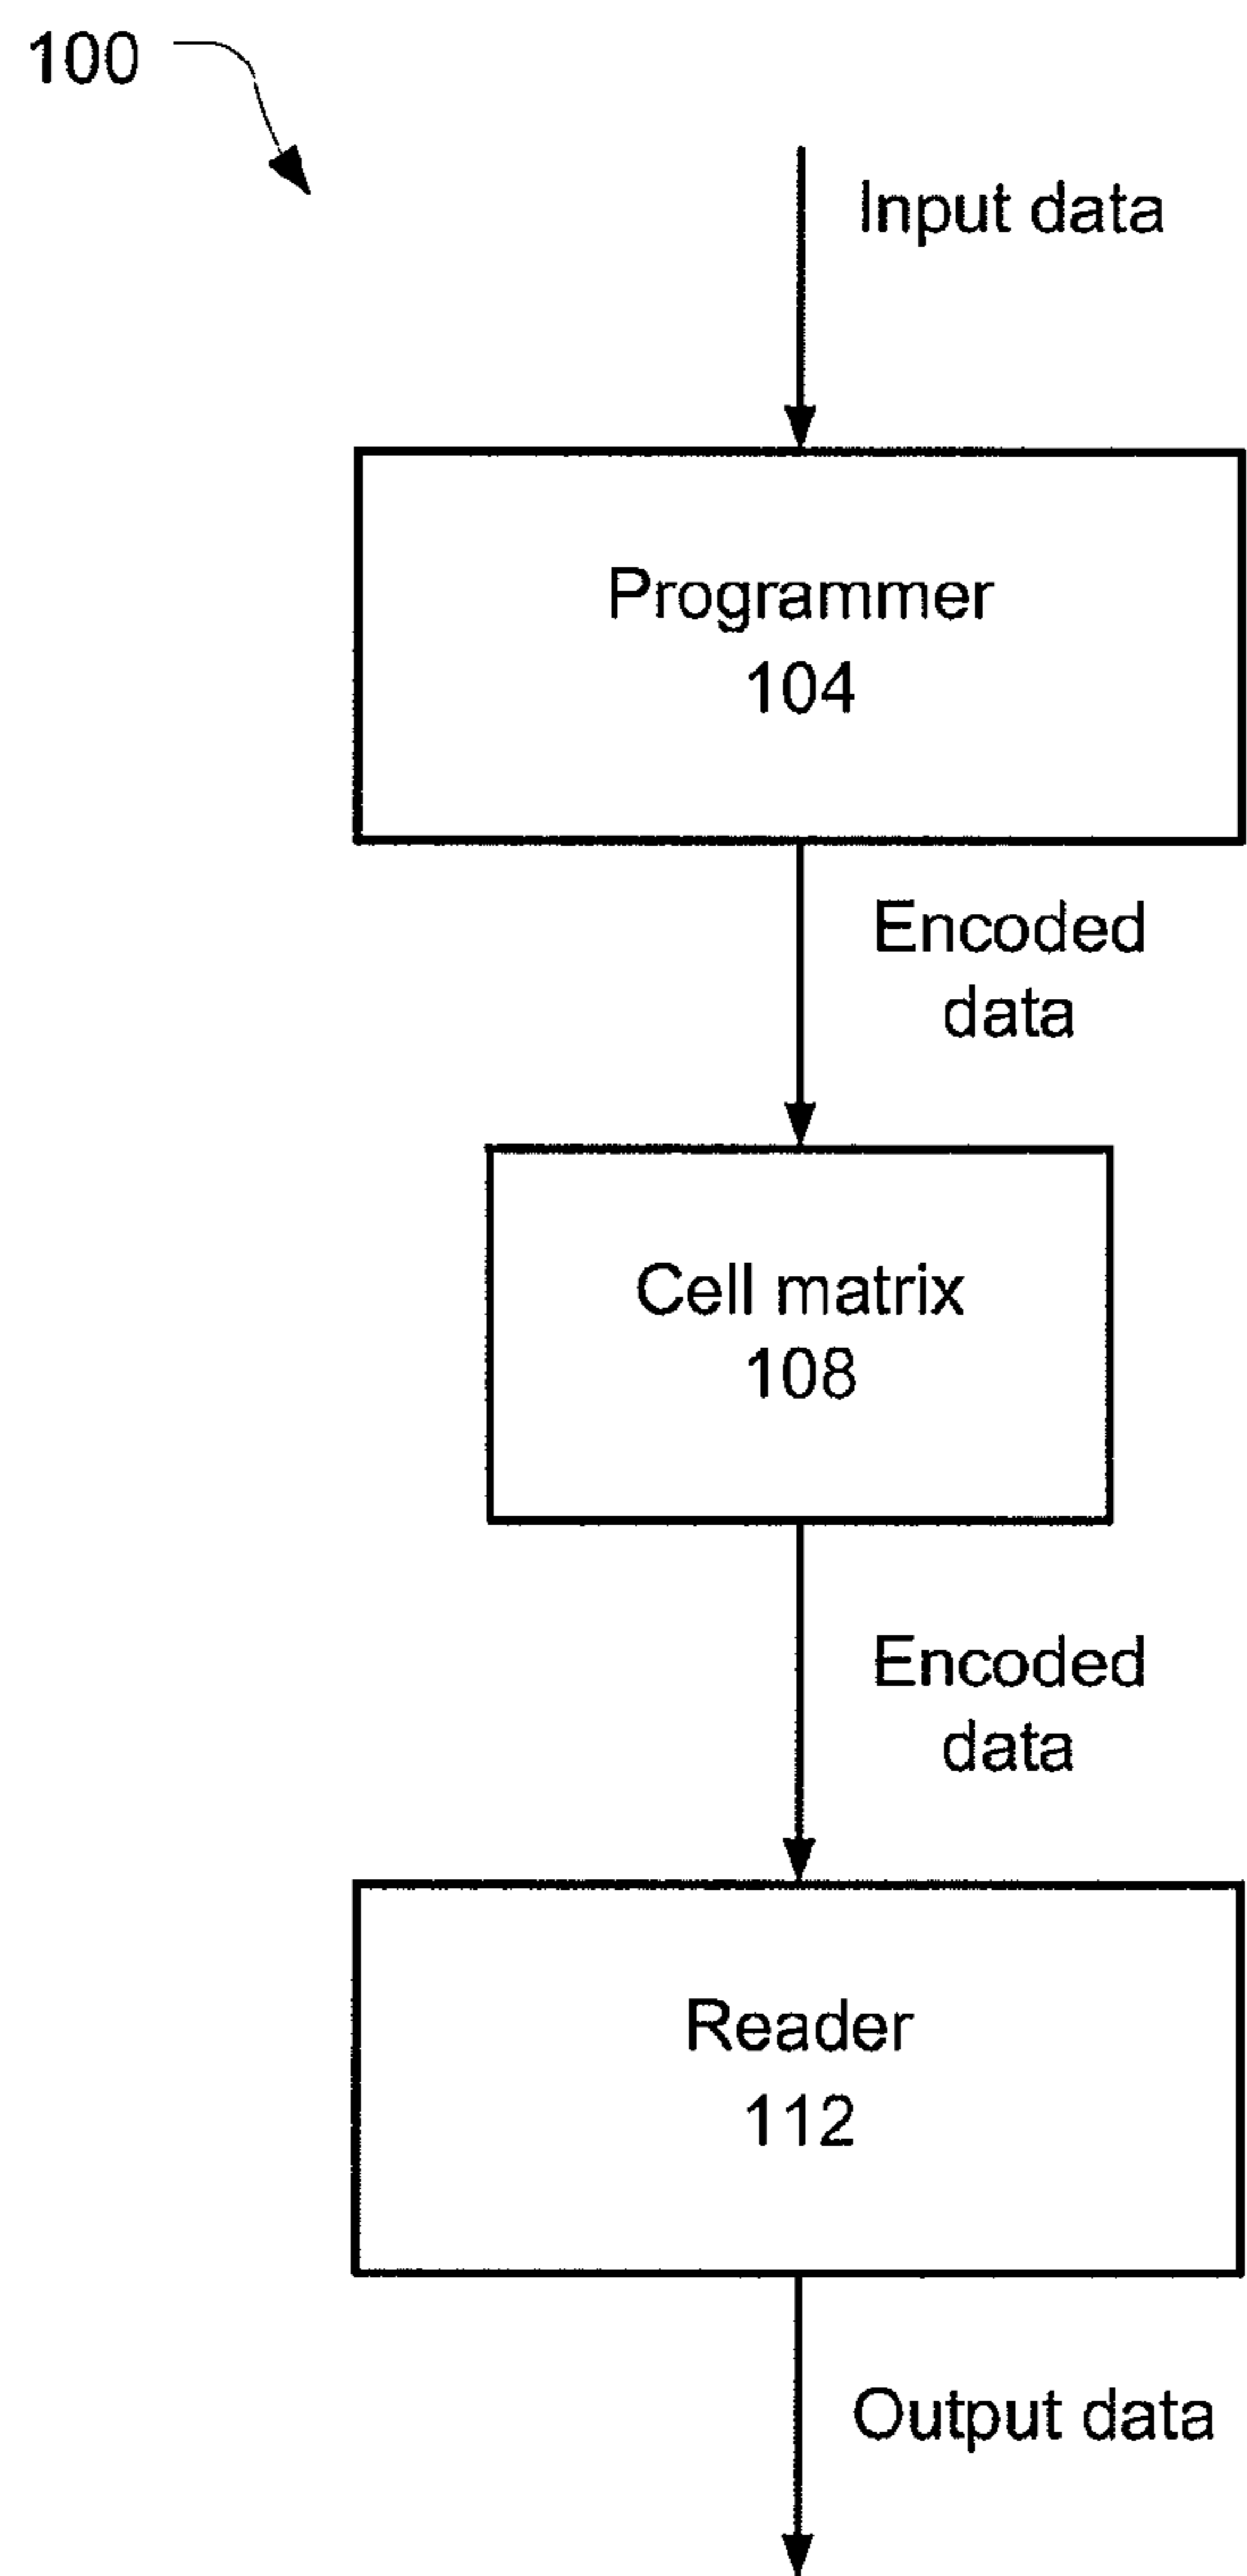 100
Input data
Programmer
104
Encoded
data
Cell matrix
108
Encoded
data
Reader
112
Output data